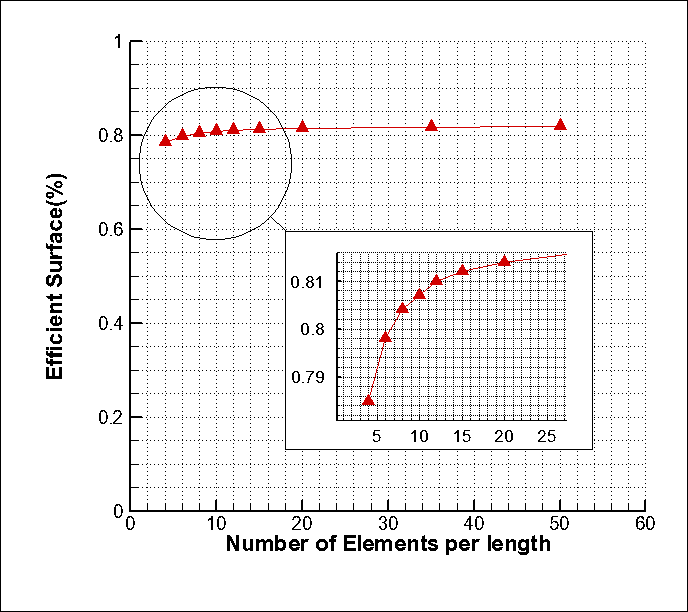 1
0.8
0.6
0.4
0.2
0
Efficient Surface(%)
0.81
0.8
0.79
5 10 15 20 25
0 10 20 30 40 50 60
Number of Elements per length